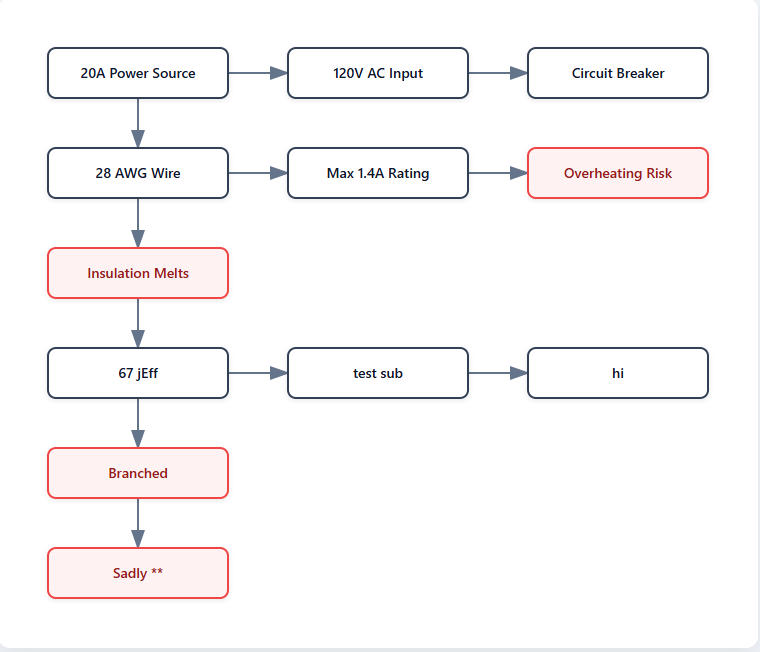 20A Power Source
120V AC Input
Circuit Breaker
28 AWG Wire
Max 1.4A Rating
Overheating Risk
Insulation Melts
67 jEff
test sub
hi
Branched
Sadly **